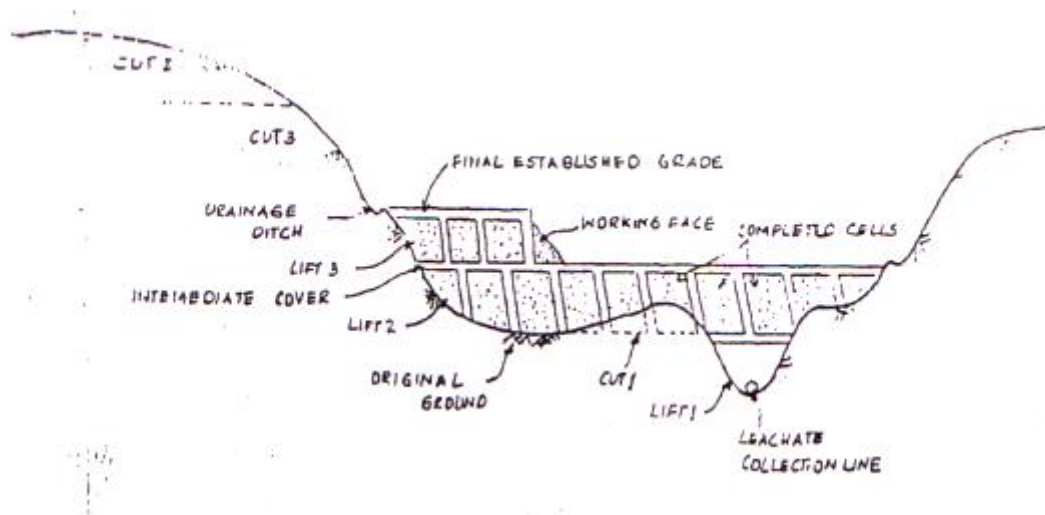 CUT 2
CUT 3
FINAL ESTABLISHED GRADE
DRAINAGE
DITCH
WORKING FACE
COMPLETED CELLS
LIFT 3
INTEMEDIATE COVER
LIFT 2
ORIGINAL
GROUND
CUT 1
LIFT 1
LEACHATE
COLLECTION LINE